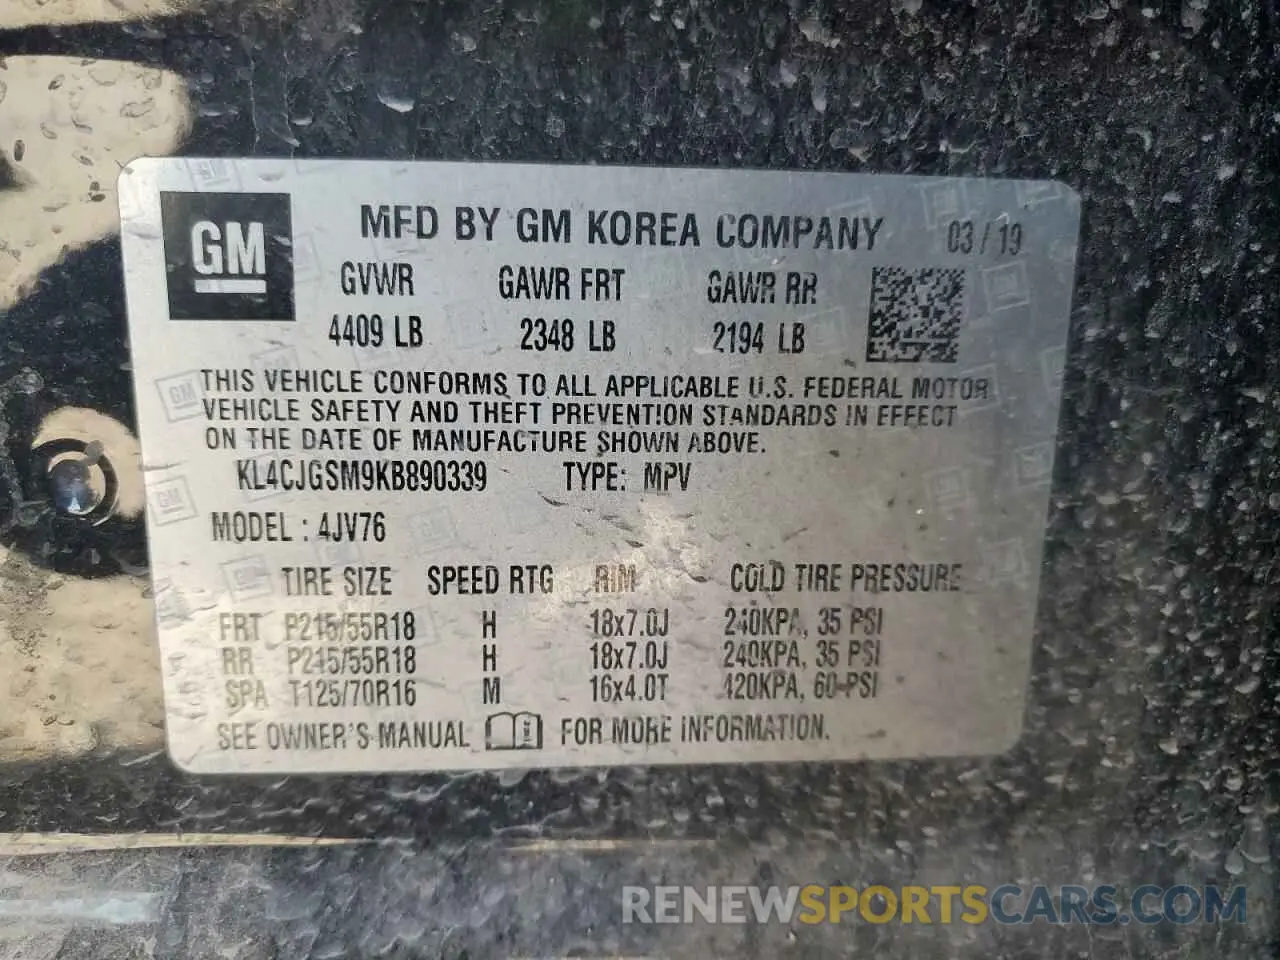 GM MFD BY GM KOREA COMPANY 03/19
GVWR GAWR FRT GAWR RR
4409 LB 2348 LB 2194 LB
THIS VEHICLE CONFORMS TO ALL APPLICABLE U.S. FEDERAL MOTOR
VEHICLE SAFETY AND THEFT PREVENTION STANDARDS IN EFFECT
ON THE DATE OF MANUFACTURE SHOWN ABOVE.
KL4CJGSM9KB890339 TYPE: MPV
MODEL : 4JV76
TIRE SIZE SPEED RTG RIM COLD TIRE PRESSURE
FRT P215/55R18 H 18x7.0J 240KPA, 35 PSI
RR P215/55R18 H 18x7.0J 240KPA, 35 PSI
SPA T125/70R16 M 16x4.0T 420KPA, 60 PSI
SEE OWNER'S MANUAL FOR MORE INFORMATION.
RENEWSPORTSCARS.COM